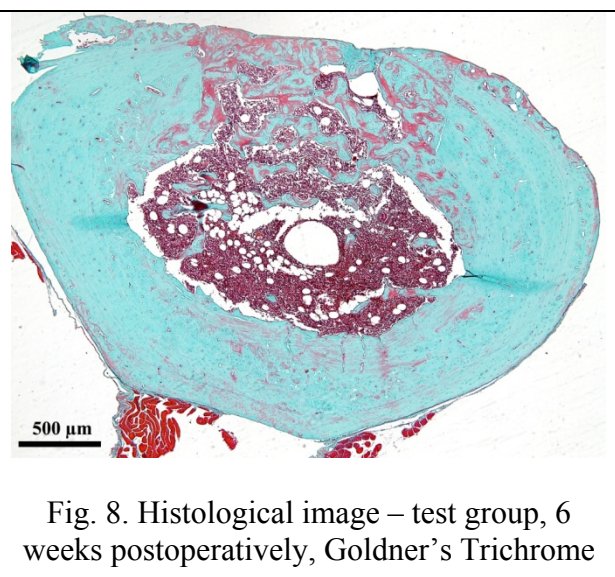 500 µm
Fig. 8. Histological image – test group, 6
weeks postoperatively, Goldner’s Trichrome